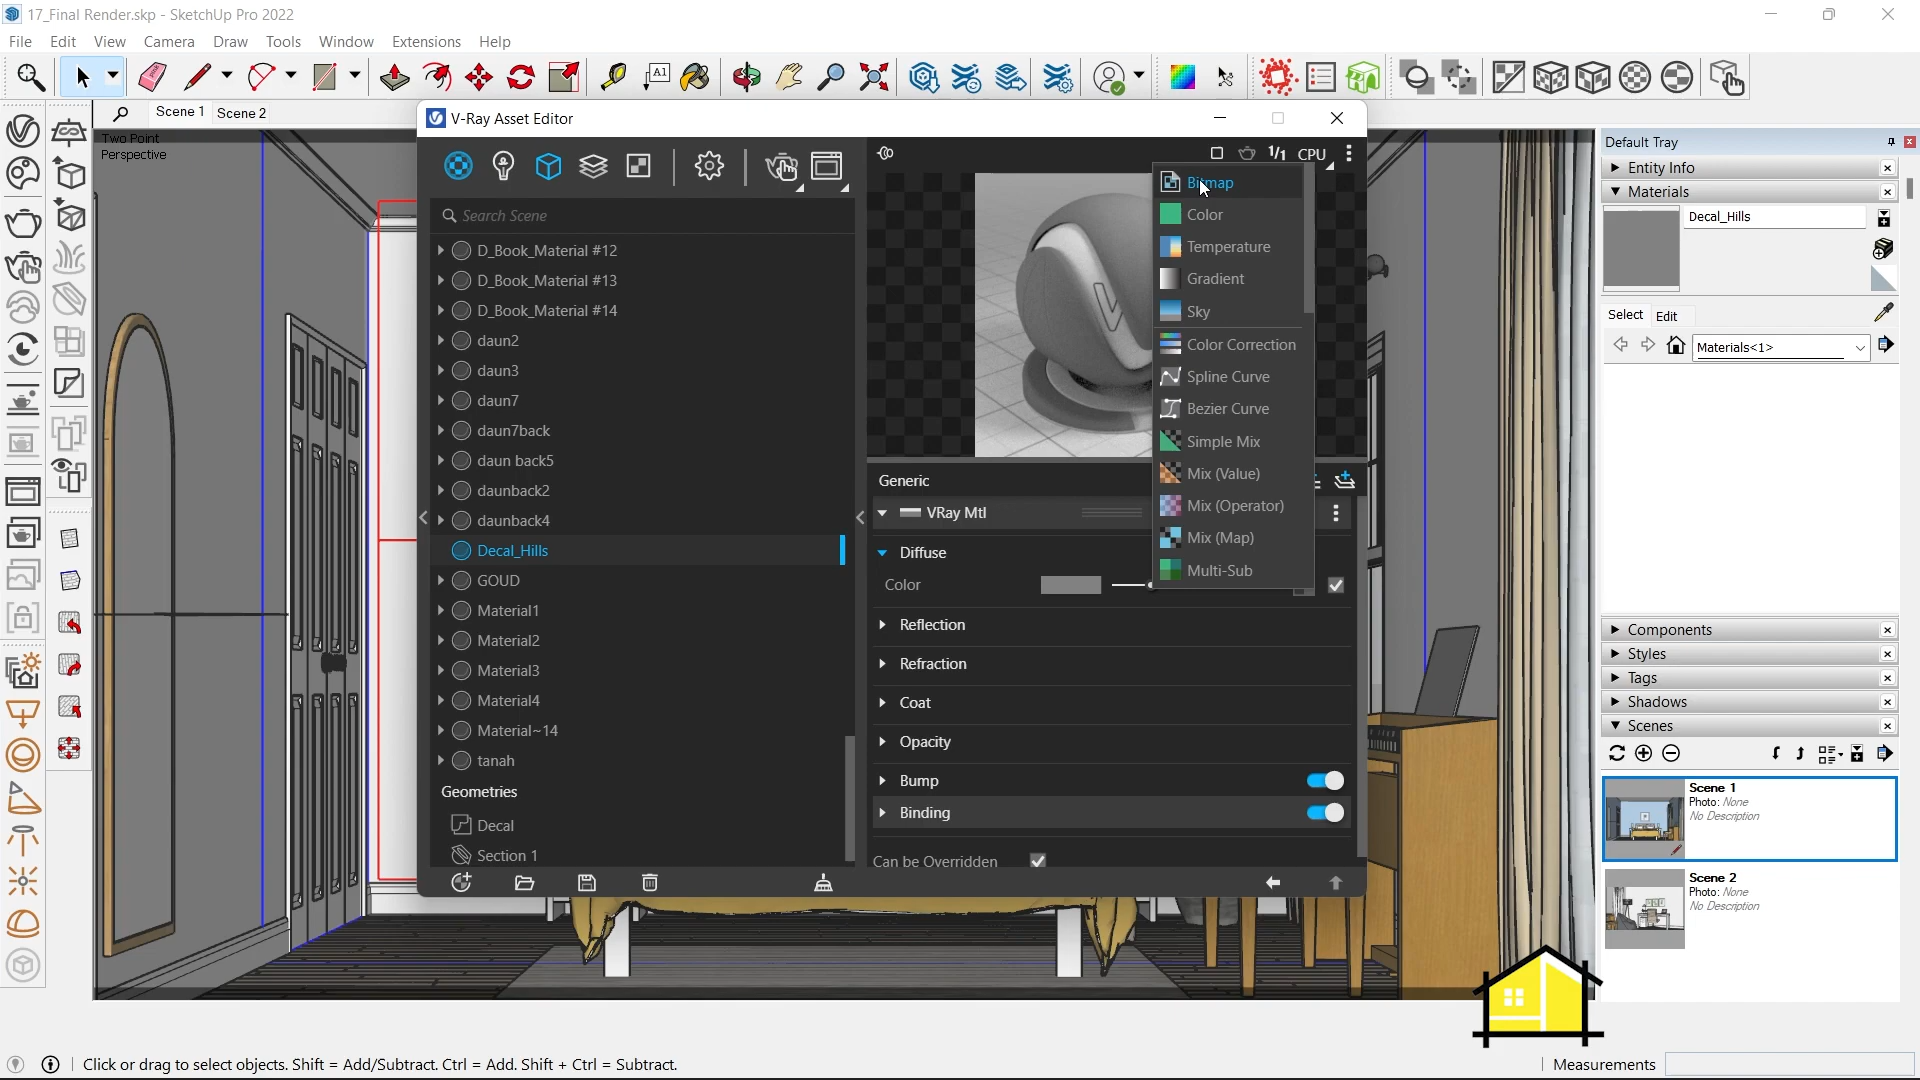 17_Final Render.skp - SketchUp Pro 2022
File Edit View Camera Draw Tools Window Extensions Help
A1
Scene 1 Scene 2
Two Point
Perspective
V-Ray Asset Editor
1/1 CPU
Search Scene
D_Book_Material #12
D_Book_Material #13
D_Book_Material #14
daun2
daun3
daun7
daun7back
daun back5
daunback2
daunback4
Decal_Hills
GOUD
Material1
Material2
Material3
Material4
Material~14
tanah
Geometries
Decal
Section 1
Generic
VRay Mtl
Diffuse
Color
Reflection
Refraction
Coat
Opacity
Bump
Binding
Can be Overridden
Bitmap
Color
Temperature
Gradient
Sky
Color Correction
Spline Curve
Bezier Curve
Simple Mix
Mix (Value)
Mix (Operator)
Mix (Map)
Multi-Sub
Default Tray
Entity Info
Materials
Decal_Hills
Select Edit
Materials<1>
Components
Styles
Tags
Shadows
Scenes
Scene 1
Photo: None
No Description
Scene 2
Photo: None
No Description
Click or drag to select objects. Shift = Add/Subtract. Ctrl = Add. Shift + Ctrl = Subtract.
Measurements